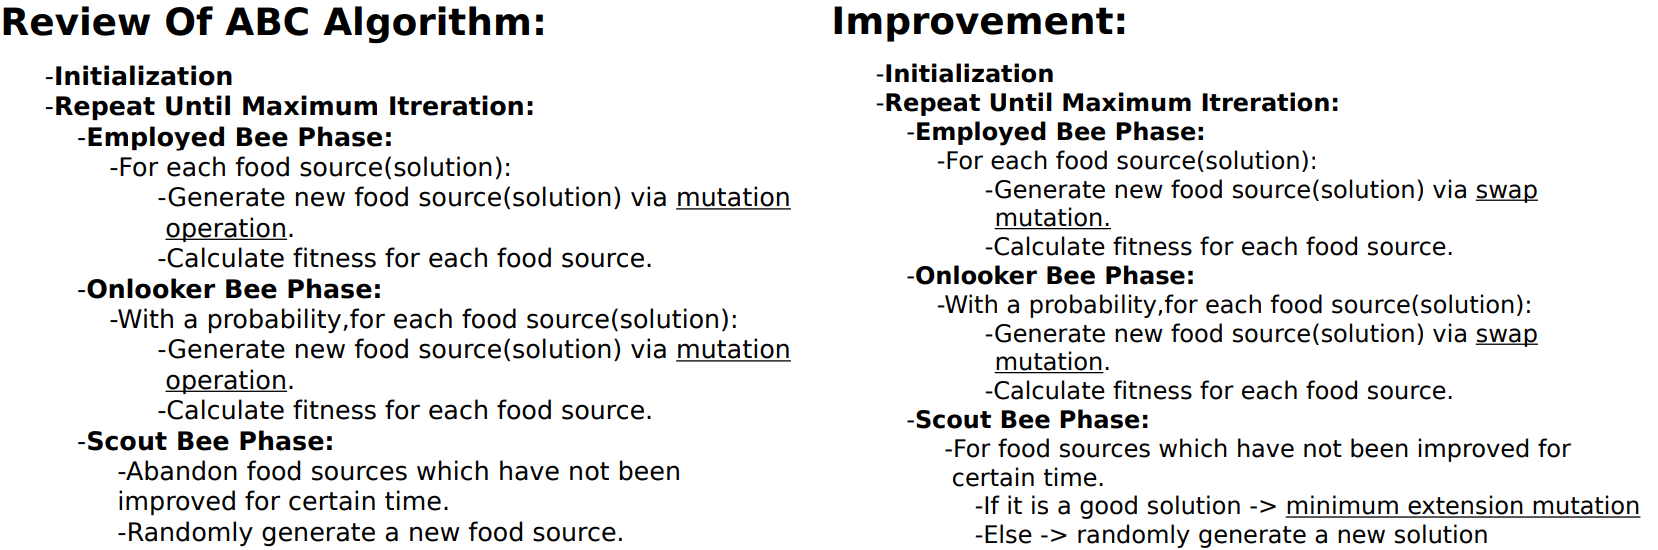 Review Of ABC Algorithm:
-Initialization
-Repeat Until Maximum Itreration:
-Employed Bee Phase:
-For each food source(solution):
-Generate new food source(solution) via mutation
operation.
-Calculate fitness for each food source.
-Onlooker Bee Phase:
-With a probability,for each food source(solution):
-Generate new food source(solution) via mutation
operation.
-Calculate fitness for each food source.
-Scout Bee Phase:
-Abandon food sources which have not been
improved for certain time.
-Randomly generate a new food source.
Improvement:
-Initialization
-Repeat Until Maximum Itreration:
-Employed Bee Phase:
-For each food source(solution):
-Generate new food source(solution) via swap
mutation.
-Calculate fitness for each food source.
-Onlooker Bee Phase:
-With a probability,for each food source(solution):
-Generate new food source(solution) via swap
mutation.
-Calculate fitness for each food source.
-Scout Bee Phase:
-For food sources which have not been improved for
certain time.
-If it is a good solution -> minimum extension mutation
-Else -> randomly generate a new solution